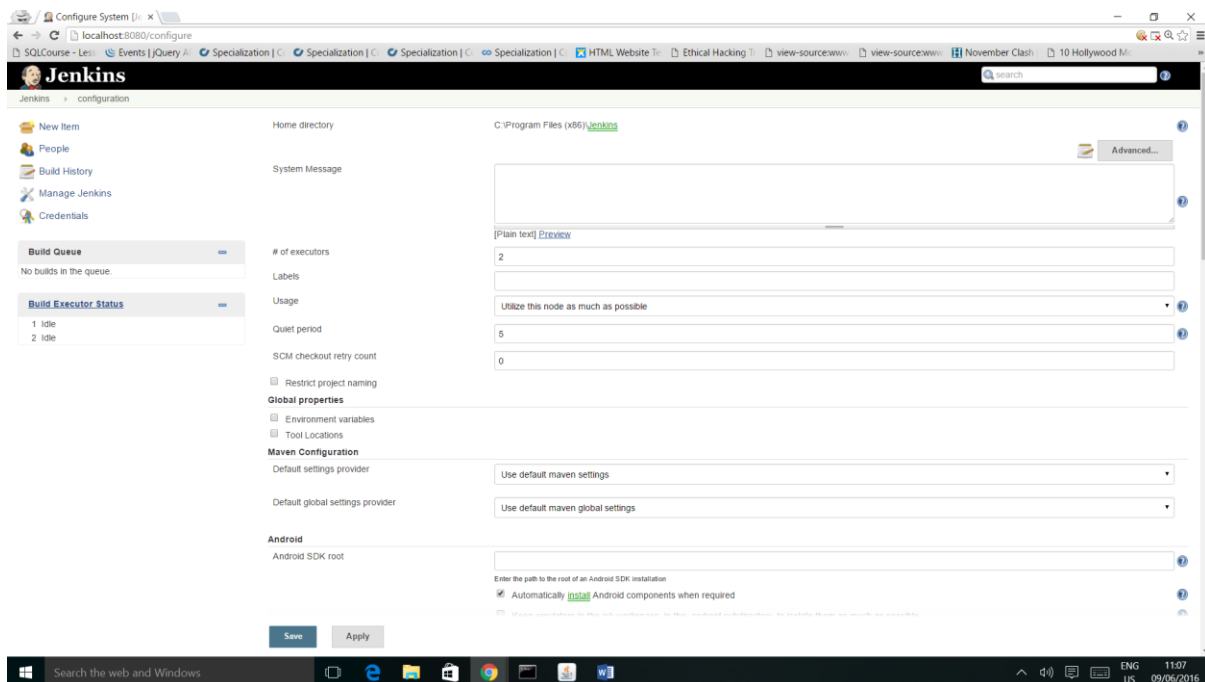 Configure System [Je
localhost:8080/configure
SQLCourse - Less
Events | jQuery A
Specialization | C
Specialization | C
Specialization | C
Specialization | C
HTML Website Te
Ethical Hacking T
view-source:www
view-source:www
November Clash
10 Hollywood Mo
Jenkins
search
Jenkins
configuration
New Item
People
Build History
Manage Jenkins
Credentials
Build Queue
No builds in the queue.
Build Executor Status
1 Idle
2 Idle
Home directory
C:\Program Files (x86)\Jenkins
Advanced...
System Message
[Plain text] Preview
# of executors
2
Labels
Usage
Utilize this node as much as possible
Quiet period
5
SCM checkout retry count
0
Restrict project naming
Global properties
Environment variables
Tool Locations
Maven Configuration
Default settings provider
Use default maven settings
Default global settings provider
Use default maven global settings
Android
Android SDK root
Enter the path to the root of an Android SDK installation
Automatically install Android components when required
Save
Apply
Search the web and Windows
ENG
US
11:07
09/06/2016